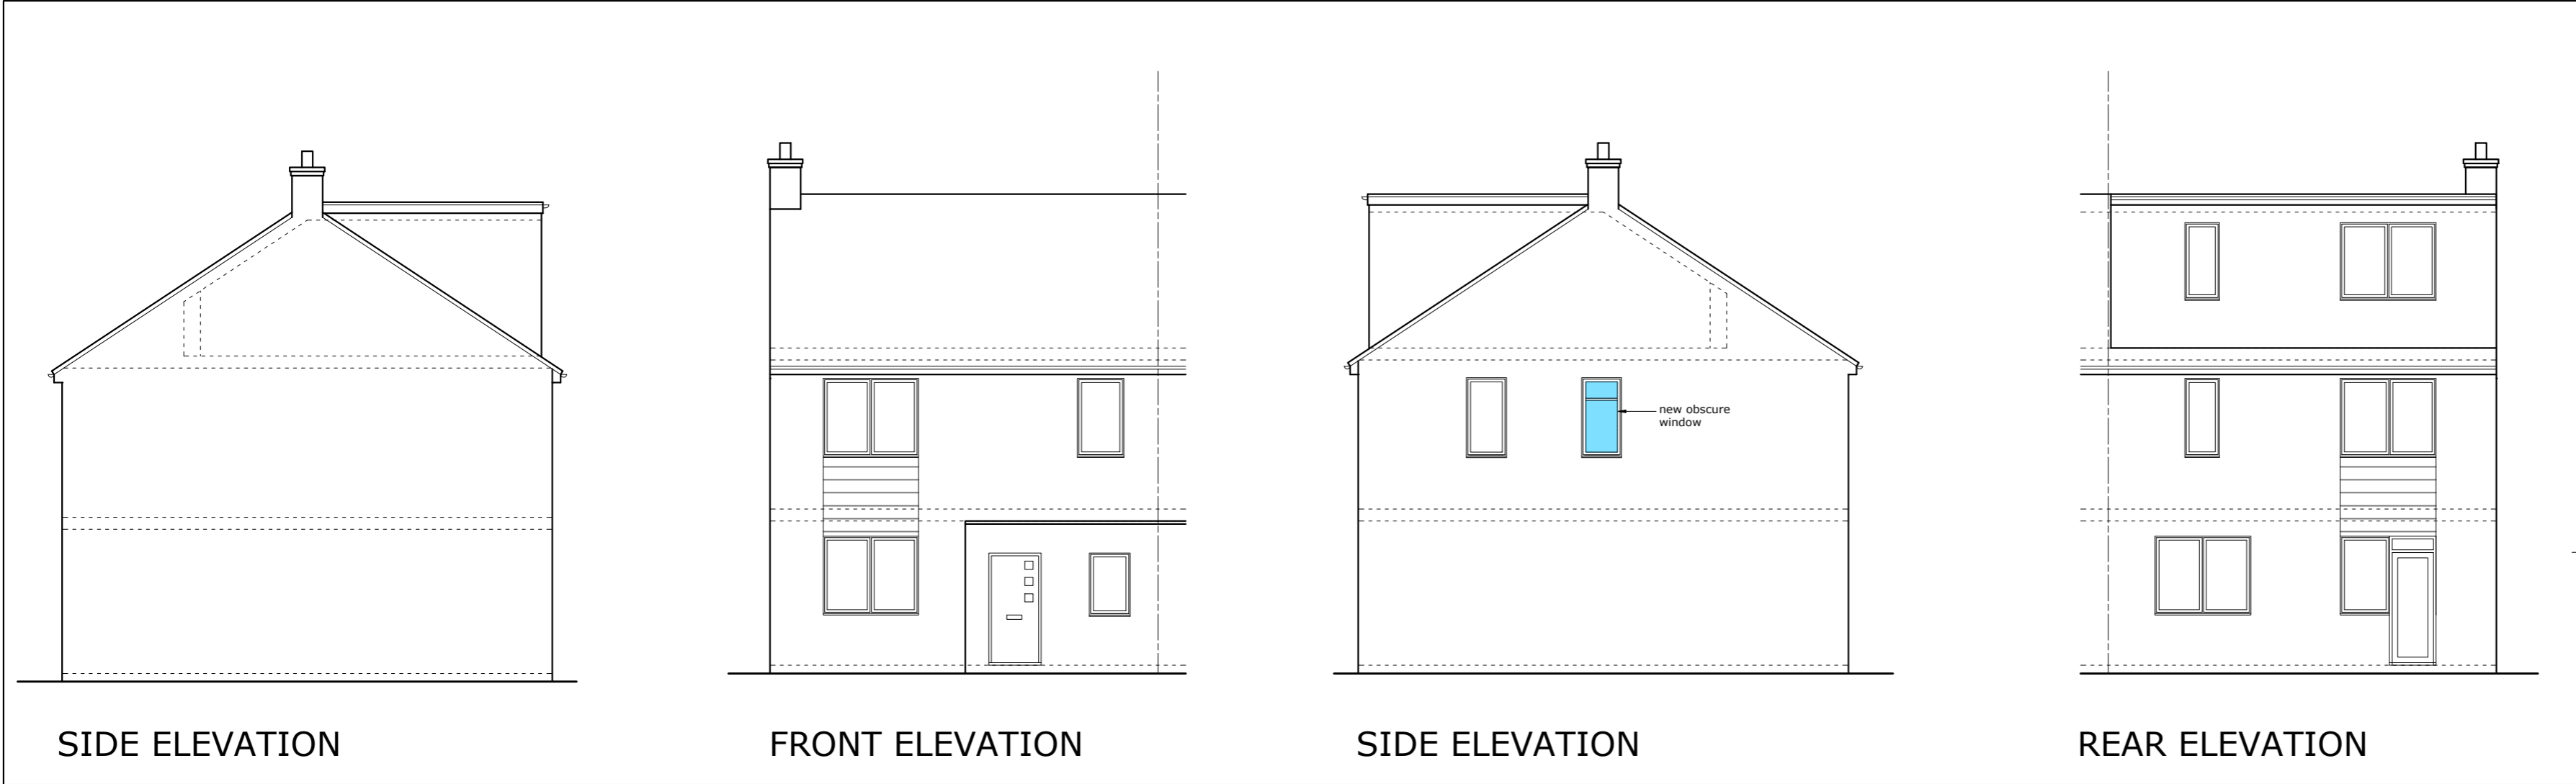 new obscure
window
SIDE ELEVATION
FRONT ELEVATION
SIDE ELEVATION
REAR ELEVATION